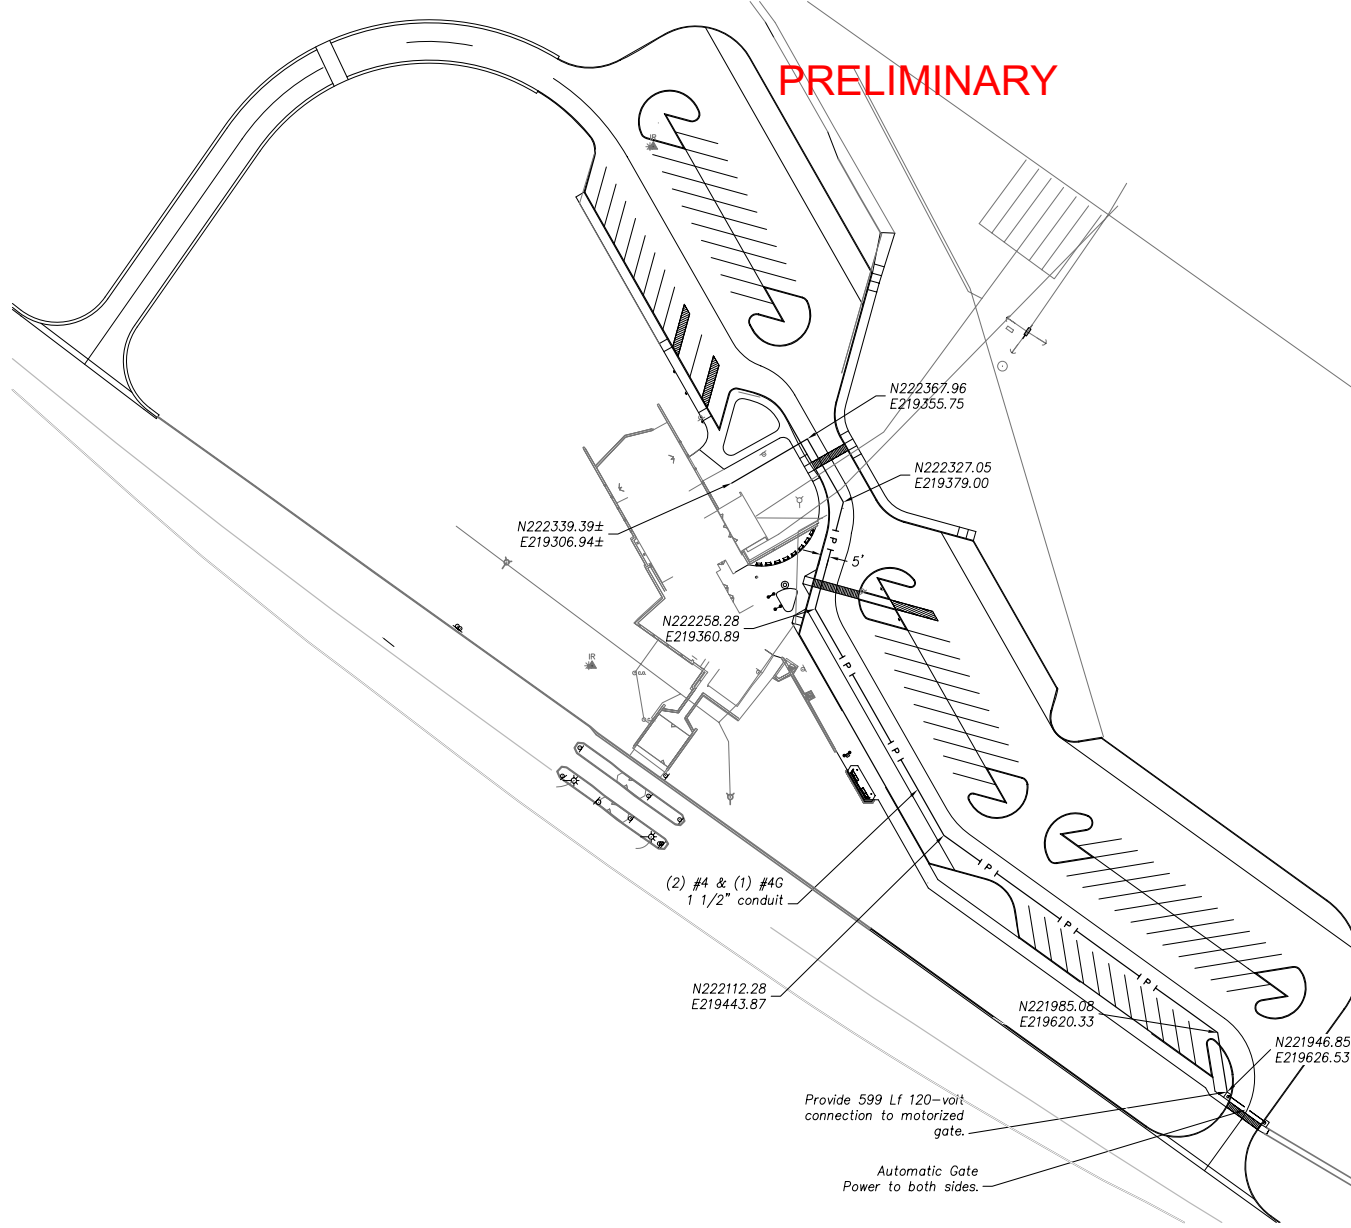 PRELIMINARY
IR
N222367.96
E219355.75
N222327.05
E219379.00
N222339.39±
E219306.94±
P
5'
N222258.28
E219360.89
IR
P
P
(2) #4 & (1) #4G
1 1/2" conduit
P
P
N222112.28
E219443.87
P
N221985.08
E219620.33
N221946.85
E219626.53
Provide 599 Lf 120-volt
connection to motorized
gate.
Automatic Gate
Power to both sides.